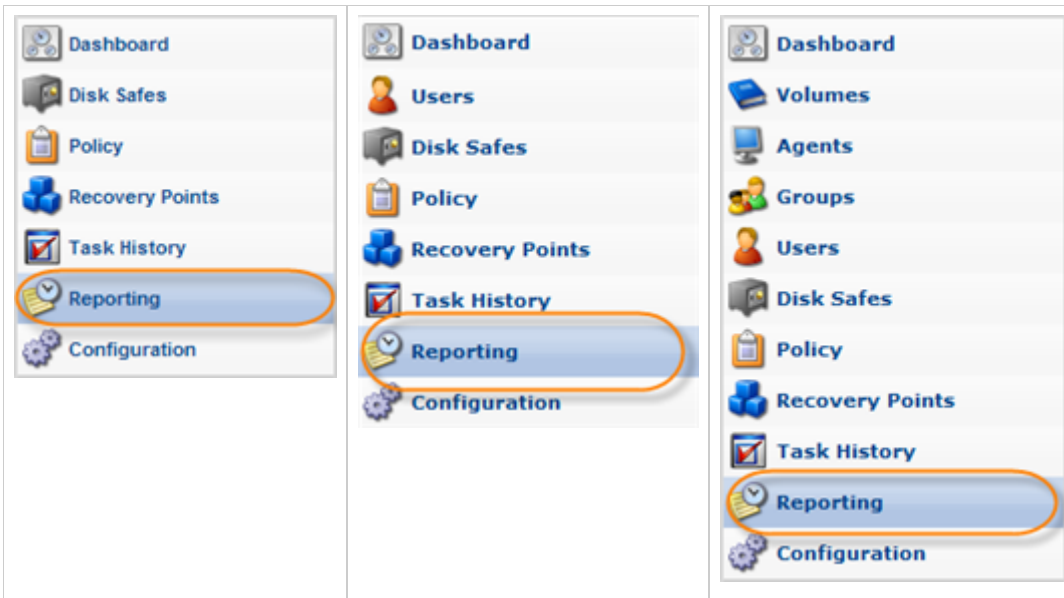 Dashboard
Disk Safes
Policy
Recovery Points
Task History
Reporting
Configuration
Dashboard
Users
Disk Safes
Policy
Recovery Points
Task History
Reporting
Configuration
Dashboard
Volumes
Agents
Groups
Users
Disk Safes
Policy
Recovery Points
Task History
Reporting
Configuration